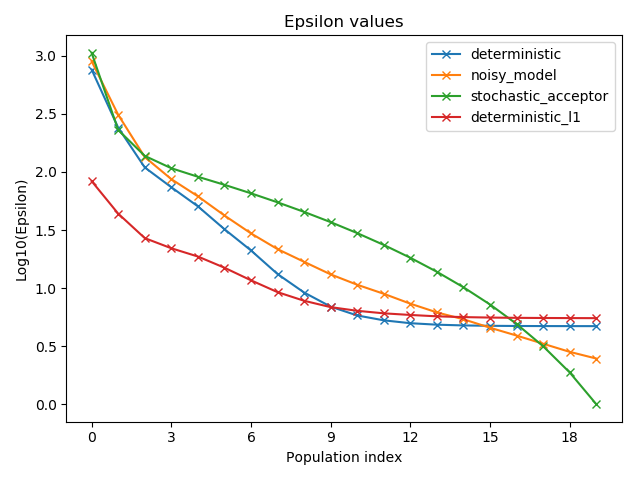 Epsilon values
deterministic
noisy_model
stochastic_acceptor
deterministic_l1
Log10(Epsilon)
3.0
2.5
2.0
1.5
1.0
0.5
0.0
0 3 6 9 12 15 18
Population index